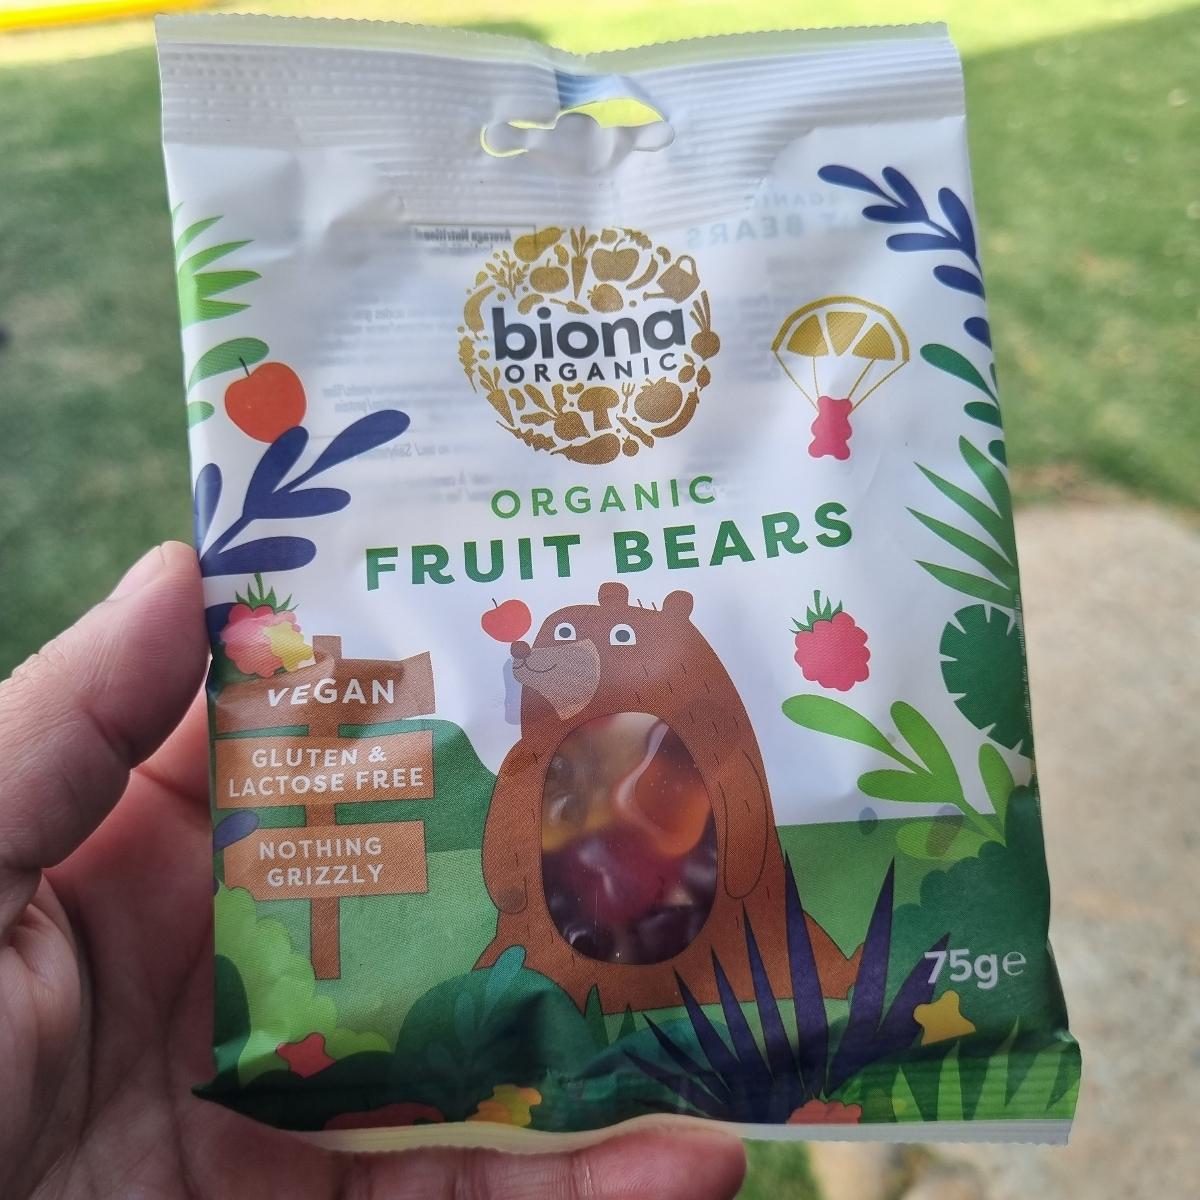 biona
ORGANIC
ORGANIC
FRUIT BEARS
VEGAN
GLUTEN &
LACTOSE FREE
NOTHING
GRIZZLY
75g℮